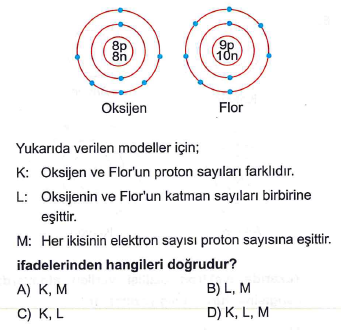 8p 9p
8n 10n
Oksijen Flor
Yukarıda verilen modeller için;
K: Oksijen ve Flor'un proton sayıları farklıdır.
L: Oksijenin ve Flor'un katman sayıları birbirine
eşittir.
M: Her ikisinin elektron sayısı proton sayısına eşittir.
ifadelerinden hangileri doğrudur?
A) K, M B) L, M
C) K, L D) K, L, M